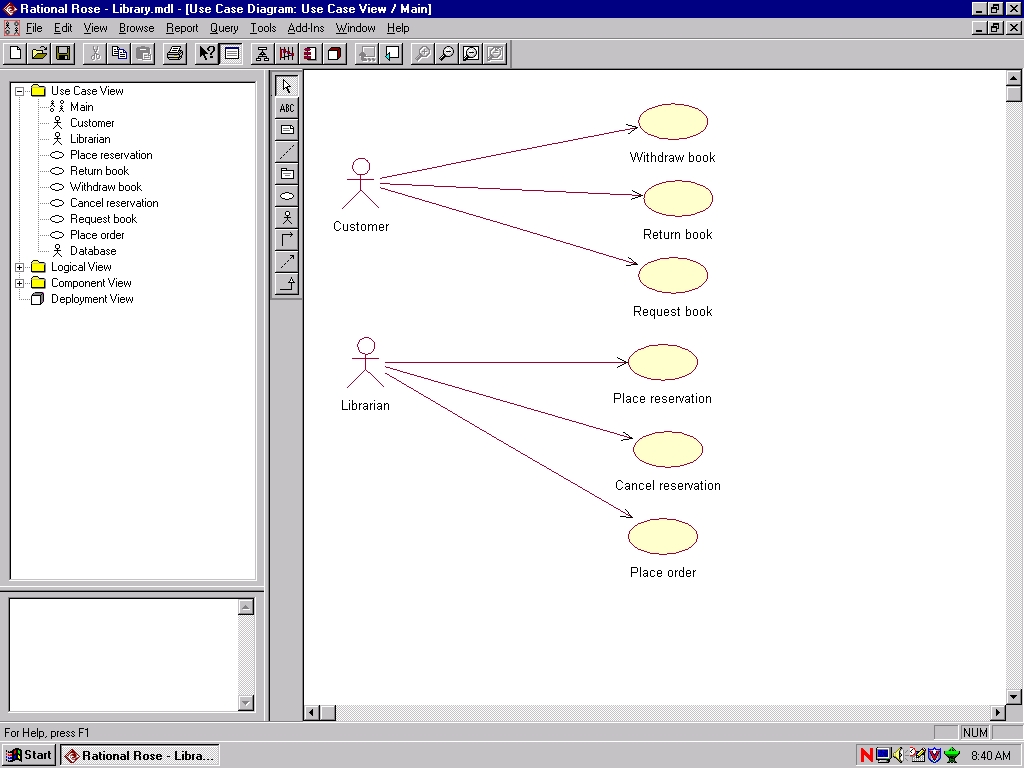 Rational Rose - Library.mdl - [Use Case Diagram: Use Case View / Main]
File Edit View Browse Report Query Tools Add-Ins Window Help
Use Case View
Main
Customer
Librarian
Place reservation
Return book
Withdraw book
Cancel reservation
Request book
Place order
Database
Logical View
Component View
Deployment View
ABC
Withdraw book
Customer
Return book
Request book
Librarian
Place reservation
Cancel reservation
Place order
For Help, press F1
NUM
Start
Rational Rose - Libra...
N
8:40 AM